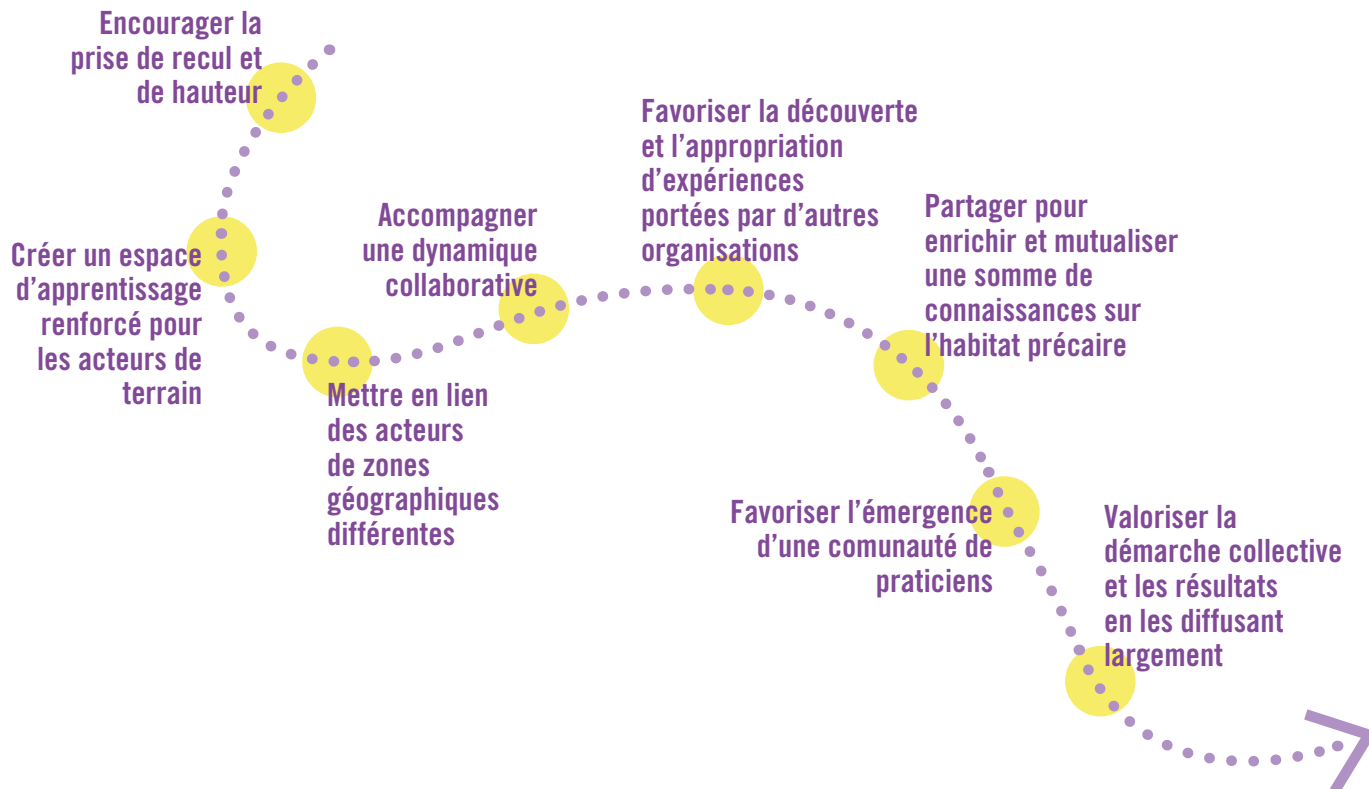 Encourager la
prise de recul et
de hauteur
Créer un espace
d'apprentissage
renforcé pour
les acteurs de
terrain
Mettre en lien
des acteurs
de zones
géographiques
différentes
Accompagner
une dynamique
collaborative
Favoriser la découverte
et l'appropriation
d'expériences
portées par d'autres
organisations
Partager pour
enrichir et mutualiser
une somme de
connaissances sur
l'habitat précaire
Favoriser l'émergence
d'une comunauté de
praticiens
Valoriser la
démarche collective
et les résultats
en les diffusant
largement